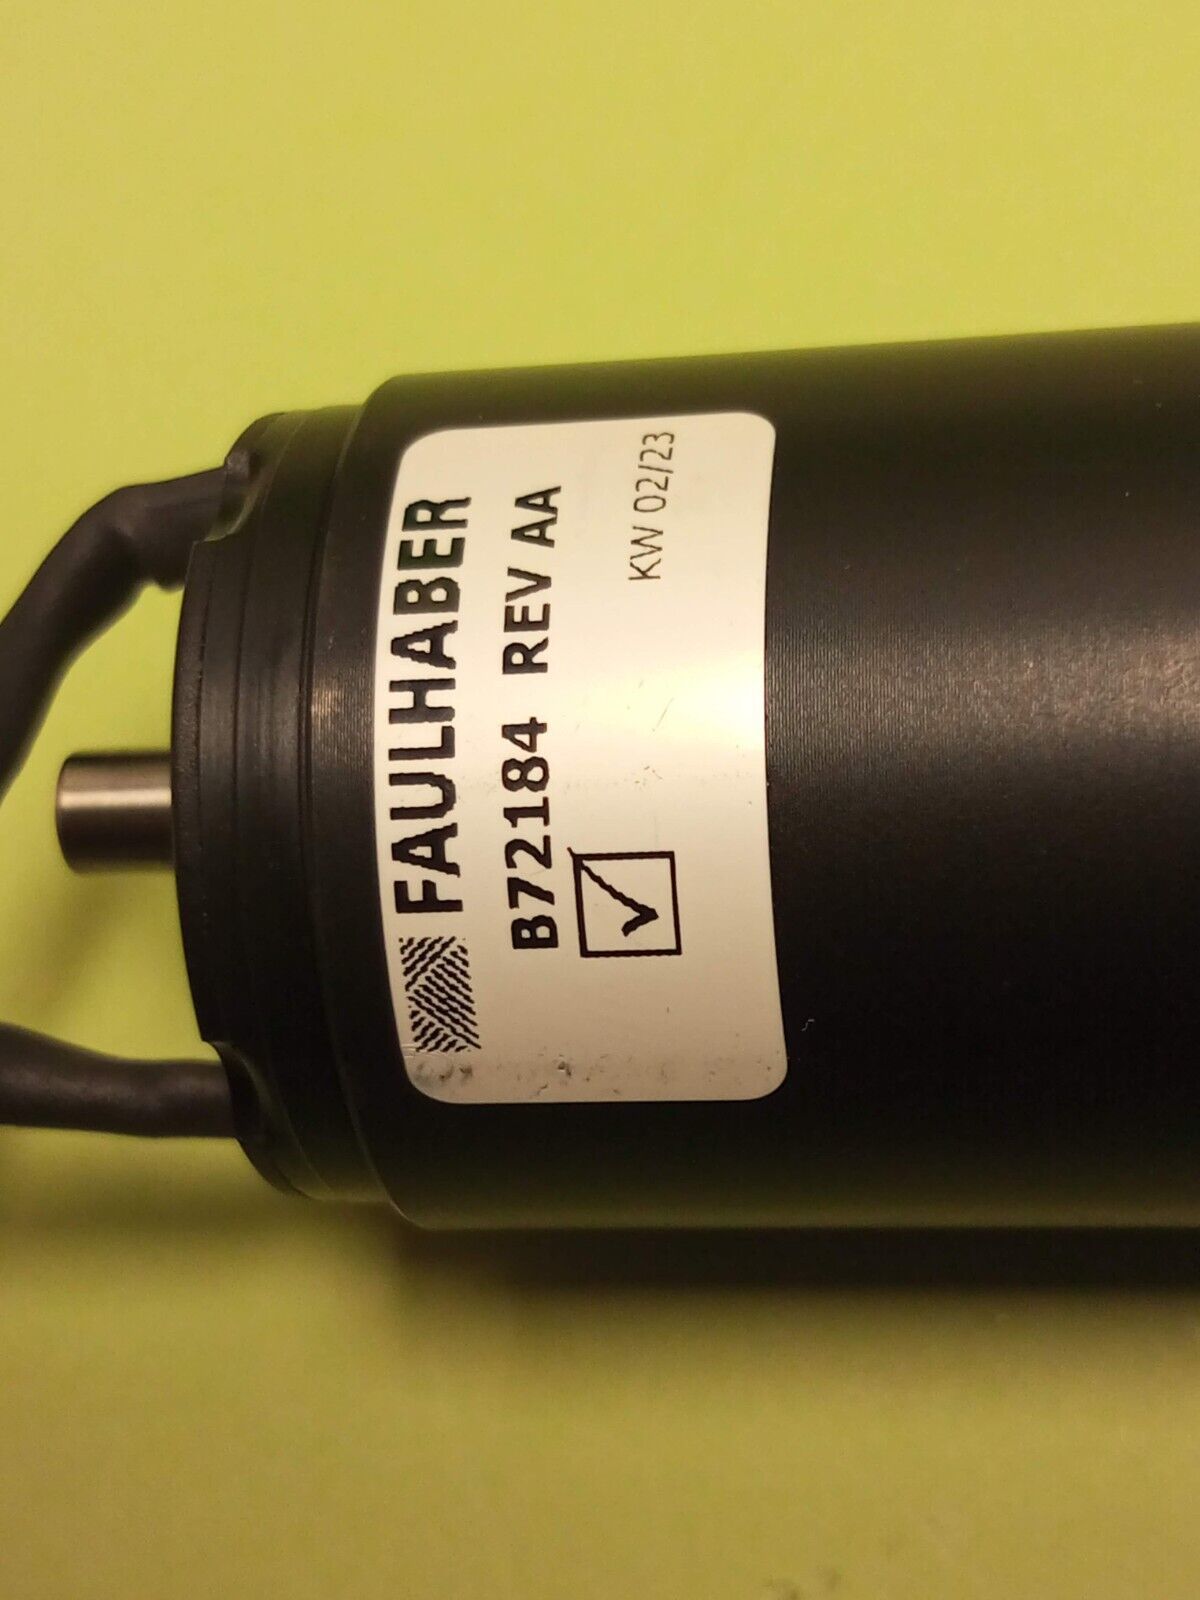 FAULHABER
B72184 REV AA
KW 02/23